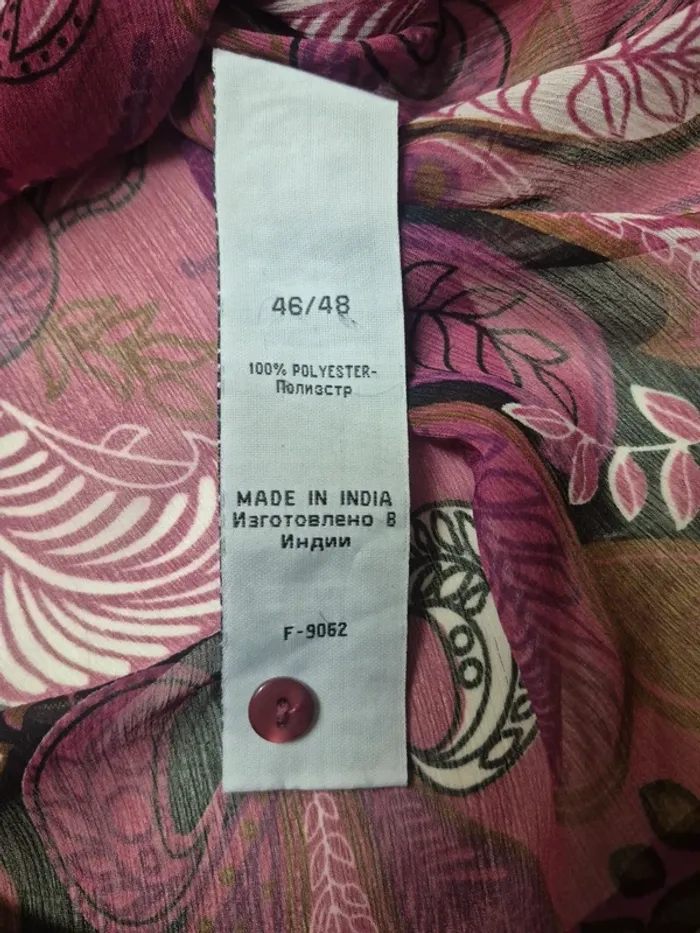 46/48
100% POLYESTER-
Полиэстр
MADE IN INDIA
Изготовлено В
Индии
F-9062